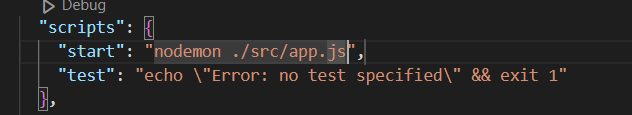 Debug
"scripts": {
"start": "nodemon ./src/app.js",
"test": "echo \"Error: no test specified\" && exit 1"
},